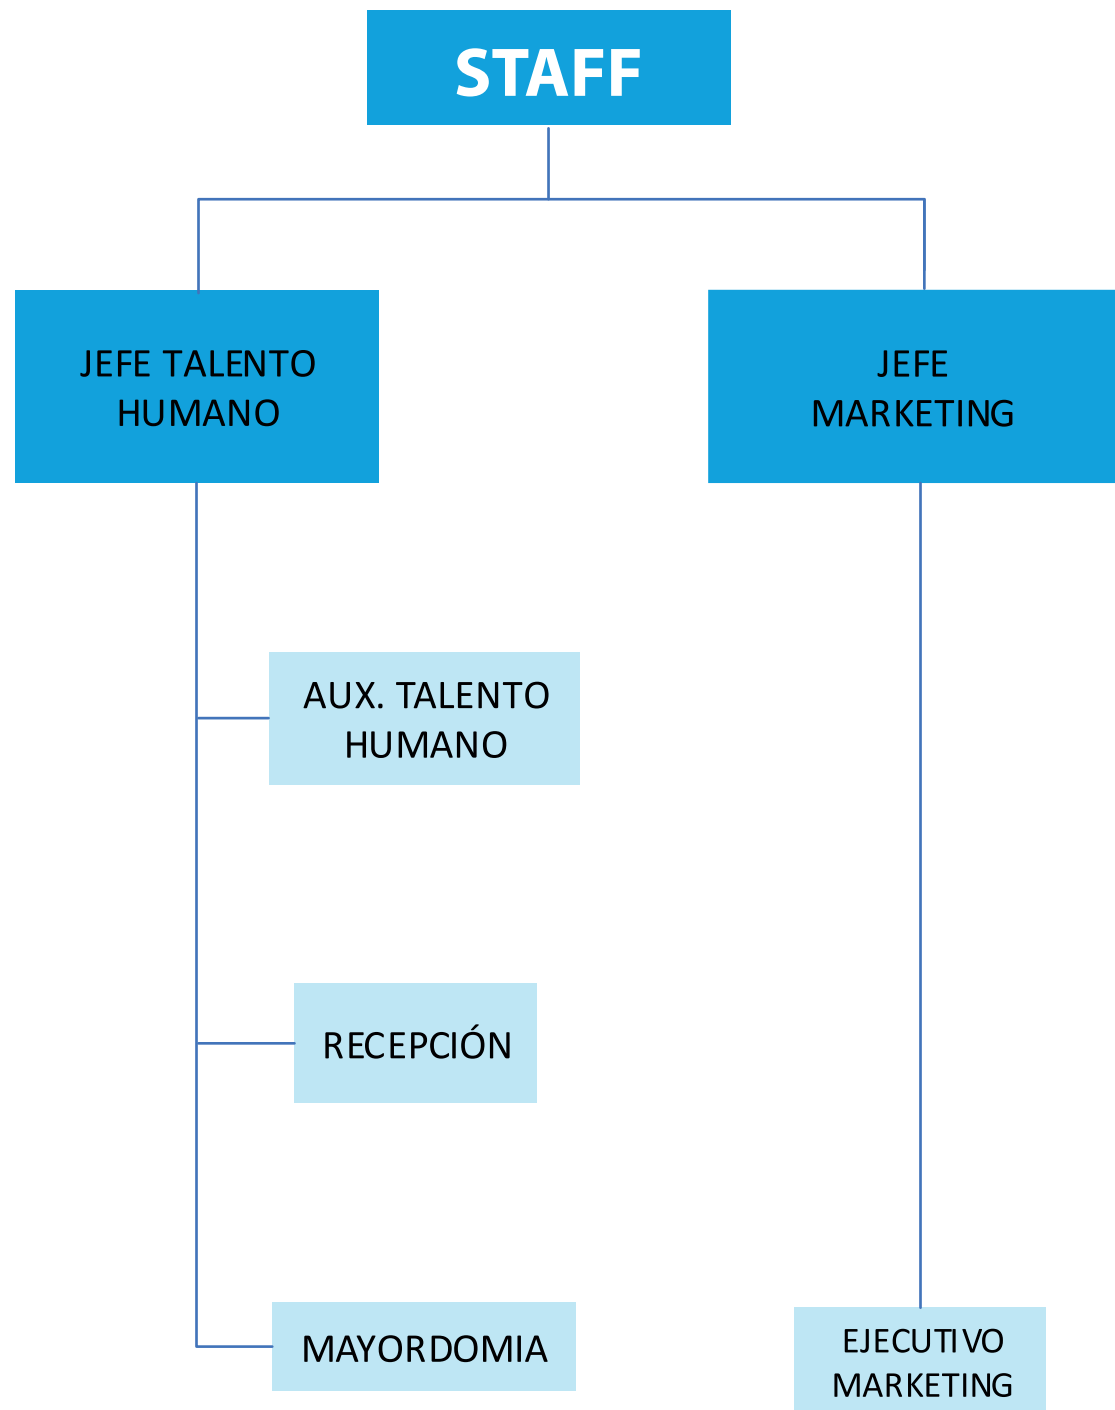 STAFF
JEFE TALENTO
HUMANO
JEFE
MARKETING
AUX. TALENTO
HUMANO
RECEPCIÓN
MAYORDOMIA
EJECUTIVO
MARKETING